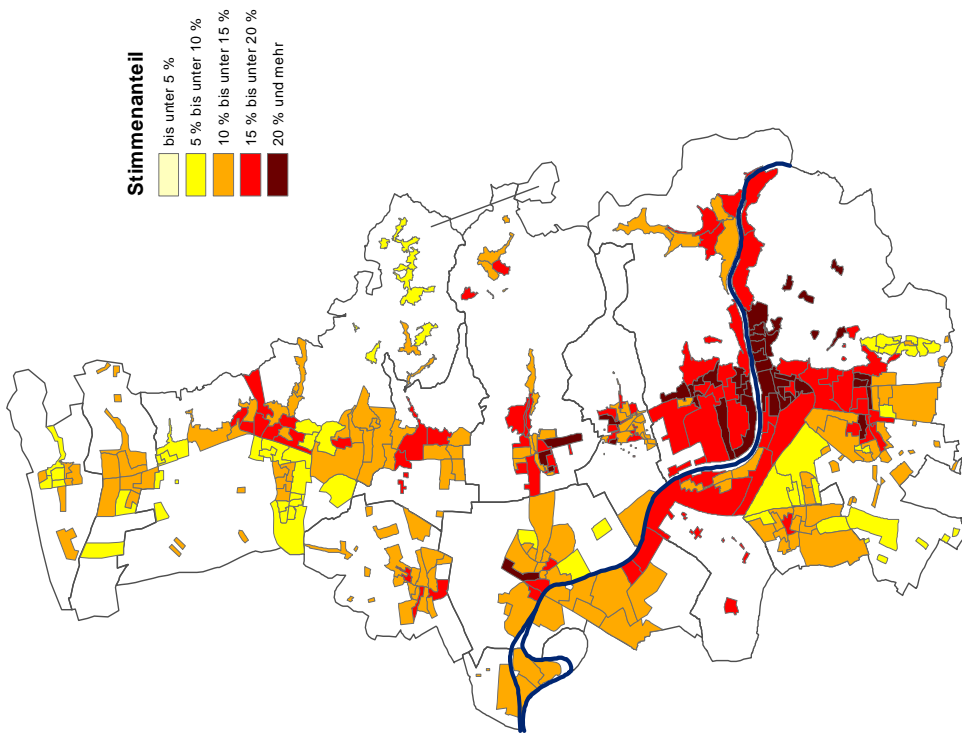 Stimmenanteil
bis unter 5 %
5 % bis unter 10 %
10 % bis unter 15 %
15 % bis unter 20 %
20 % und mehr